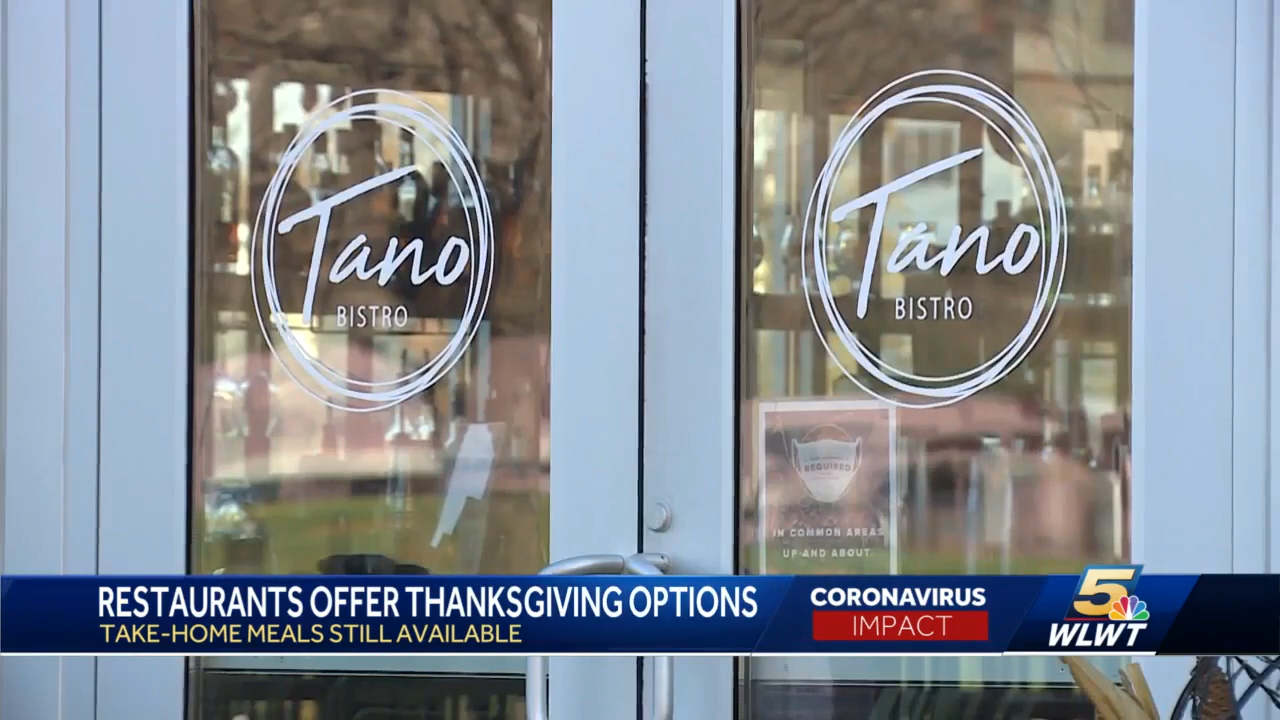 Tano
BISTRO
Tano
BISTRO
REQUIRED
IN COMMON AREAS
UP AND ABOUT
RESTAURANTS OFFER THANKSGIVING OPTIONS
TAKE-HOME MEALS STILL AVAILABLE
CORONAVIRUS
IMPACT
5
WLWT